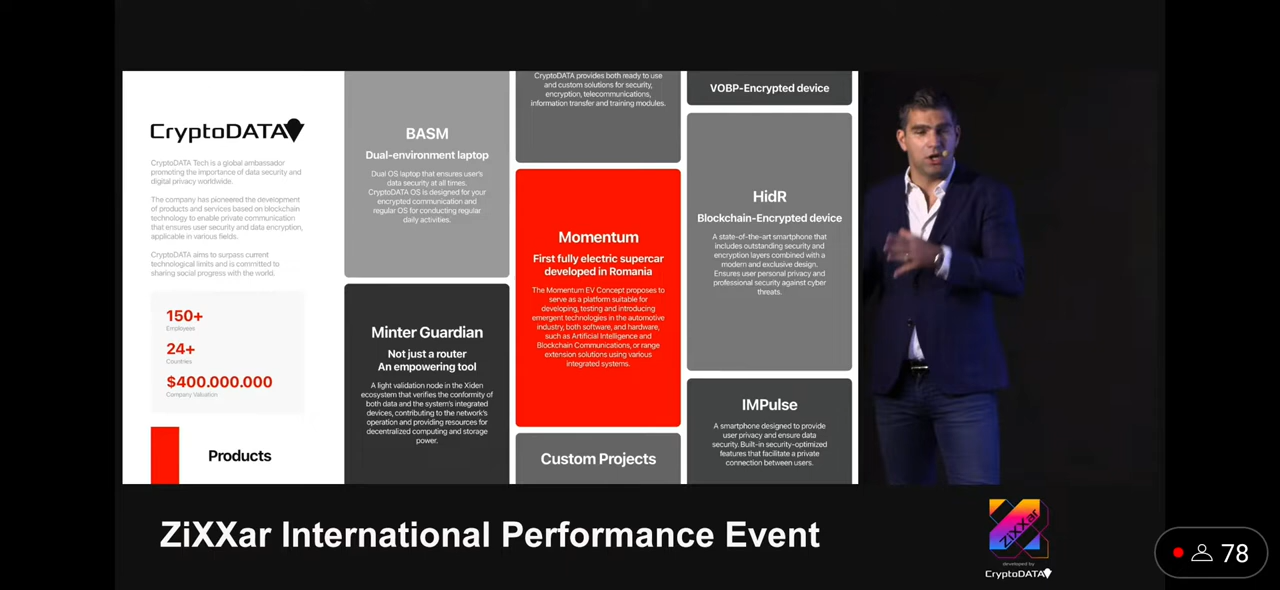 CryptoDATA
CryptoDATA Tech is a global ambassador
promoting the importance of data security and
digital privacy worldwide.
The company has pioneered the development
of products and services based on blockchain
technology to enable private communication
that ensures user security and data encryption,
applicable in various fields.
CryptoDATA aims to surpass current
technological limits and is committed to
sharing social progress with the world.
150+
Employees
24+
Countries
$400.000.000
Company Valuation
Products
BASM
Dual-environment laptop
Dual OS laptop that ensures user's
data security at all times.
CryptoDATA OS is designed for your
encrypted communication and
regular OS for conducting regular
daily activities.
Minter Guardian
Not just a router
An empowering tool
A light validation node in the Xiden
ecosystem that verifies the conformity of
both data and the system's integrated
devices, contributing to the network's
operation and providing resources for
decentralized computing and storage
power.
CryptoDATA provides both ready to use
and custom solutions for security,
encryption, telecommunications,
information transfer and training modules.
Momentum
First fully electric supercar
developed in Romania
The Momentum EV Concept proposes to
serve as a platform suitable for
developing, testing and introducing
emergent technologies in the automotive
industry, both software, and hardware,
such as Artificial Intelligence and
Blockchain Communications, or range
extension solutions using various
integrated systems.
Custom Projects
VOBP-Encrypted device
HidR
Blockchain-Encrypted device
A state-of-the-art smartphone that
includes outstanding security and
encryption layers combined with a
modern and exclusive design.
Ensures user personal privacy and
professional security against cyber
threats.
IMPulse
A smartphone designed to provide
user privacy and ensure data
security. Built-in security-optimized
features that facilitate a private
connection between users.
ZiXXar International Performance Event
ZiXXar
developed by
CryptoDATA
78